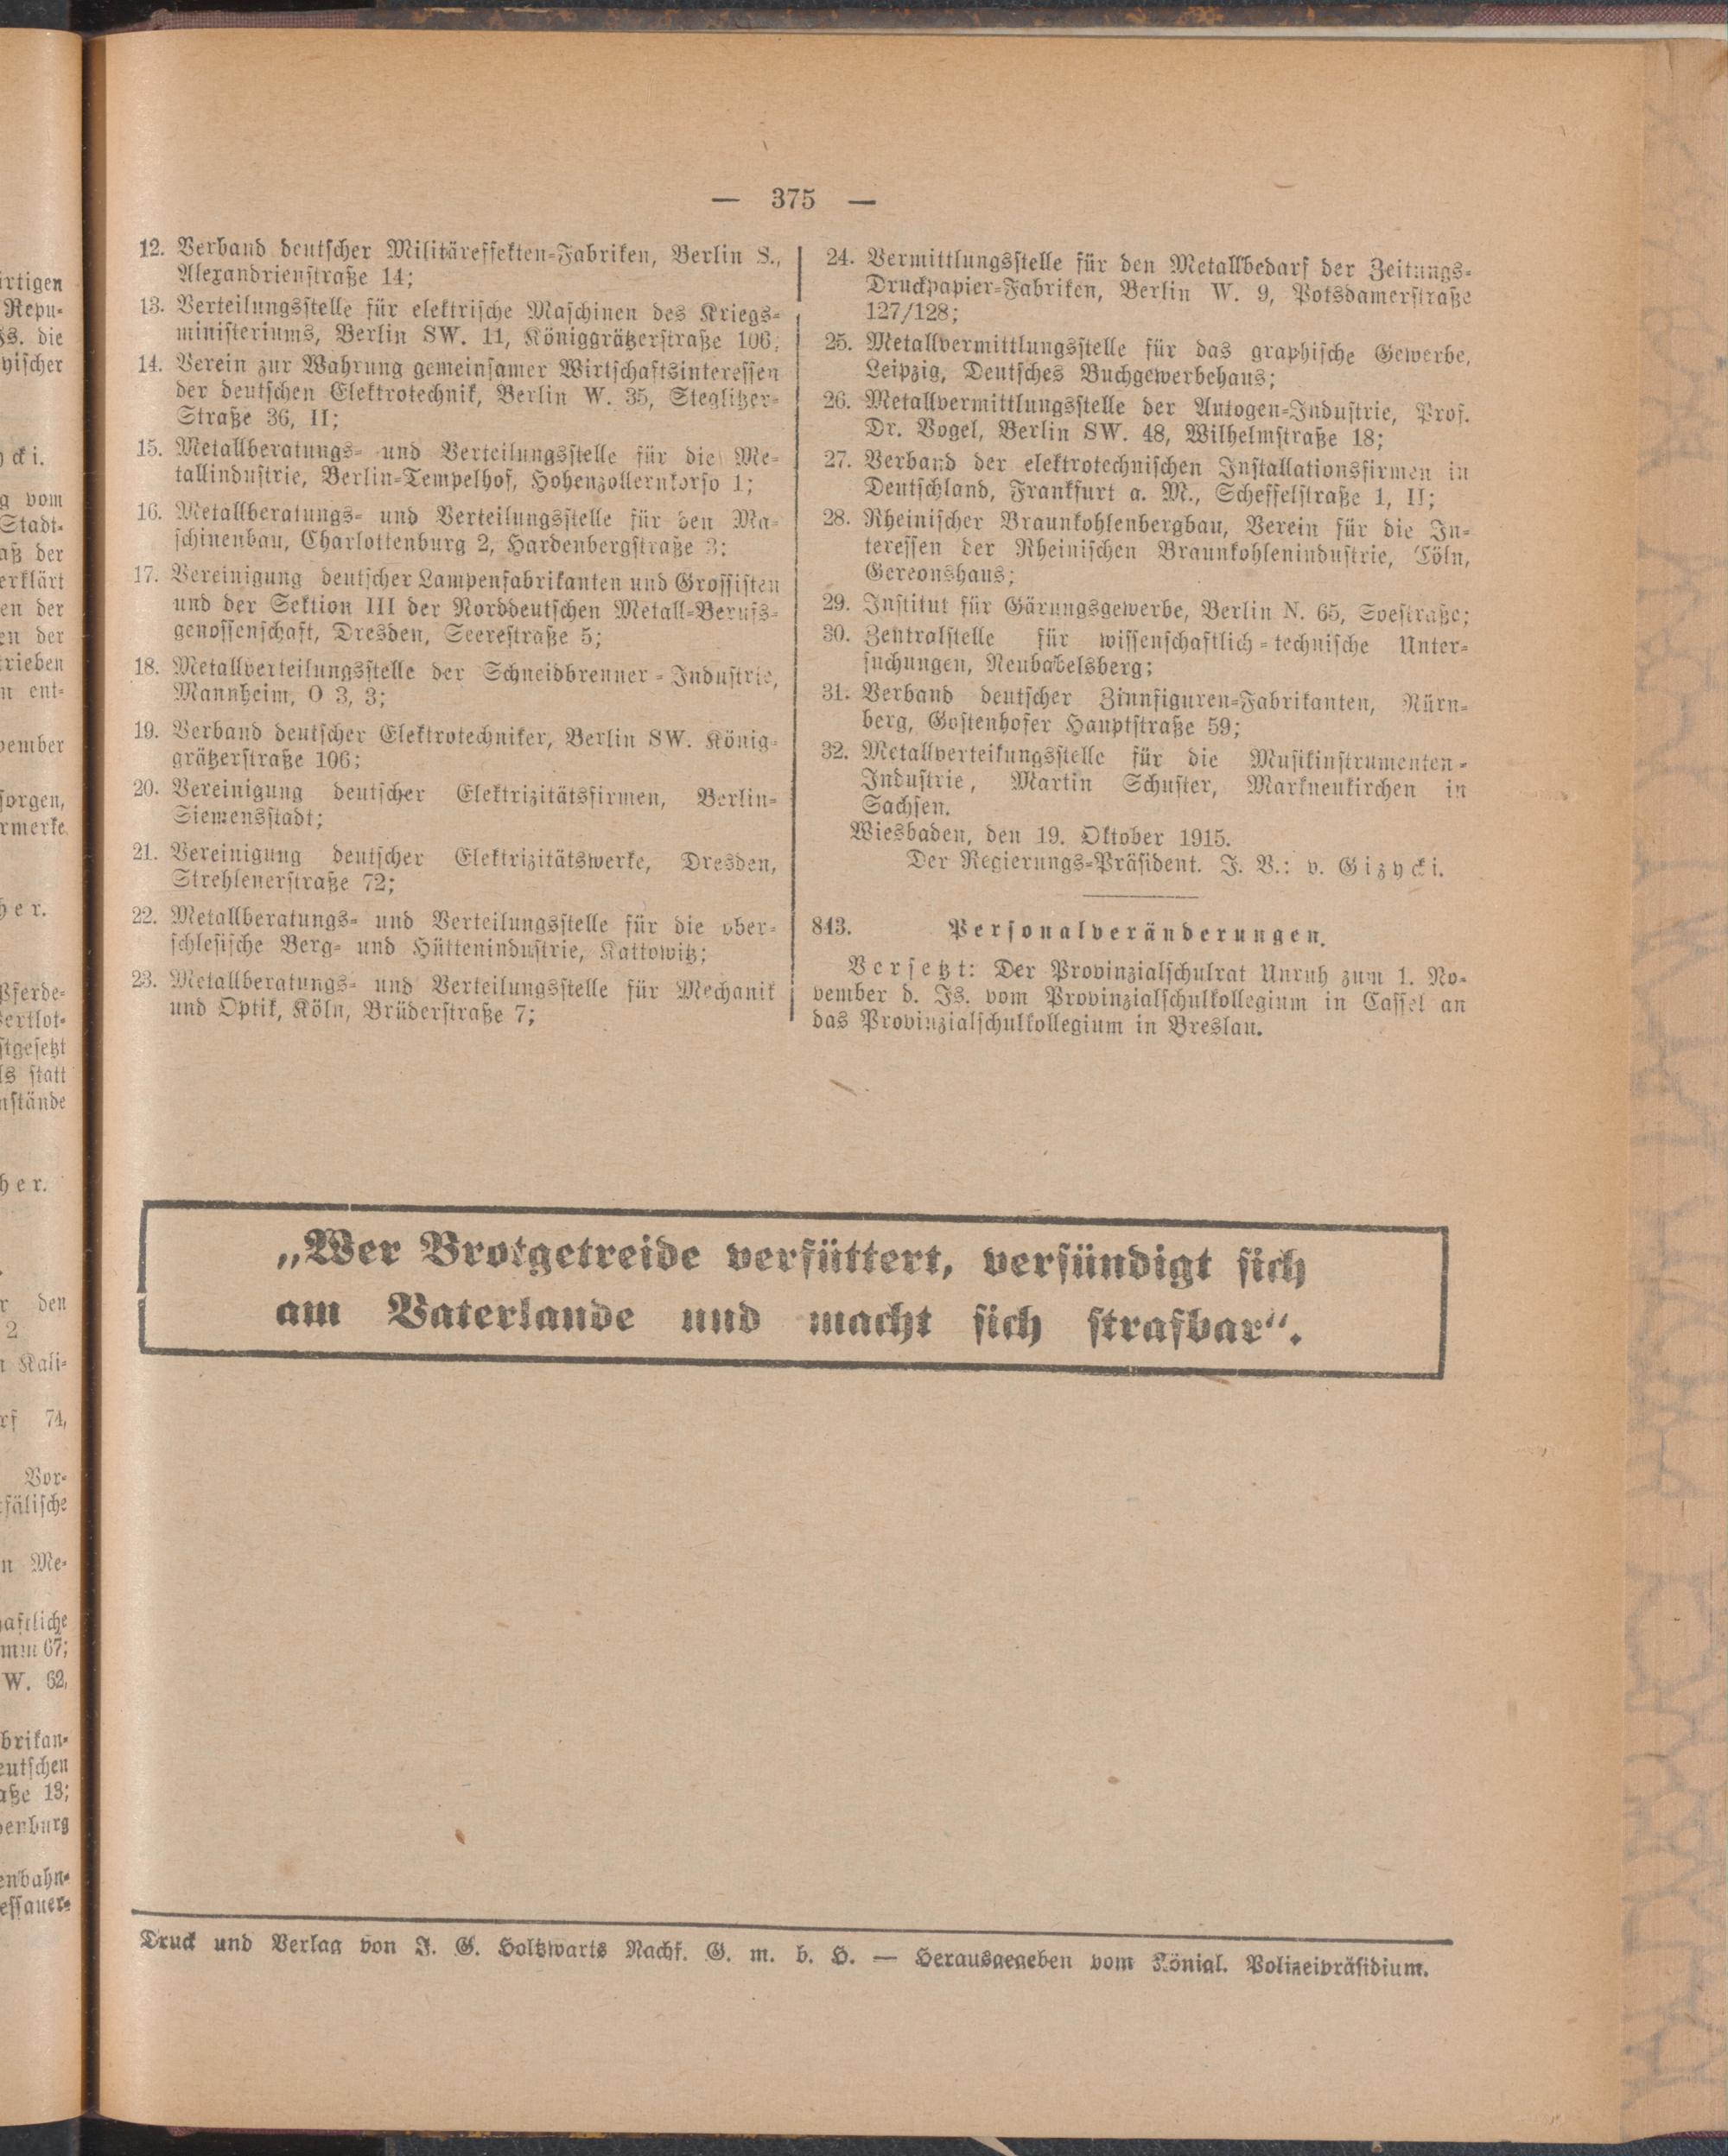 — 375 —
12. Verband deutscher Militäreffekten-Fabriken, Berlin S.,
Alexandrienstraße 14;
13. Verteilungsstelle für elektrische Maschinen des Kriegs-
ministeriums, Berlin SW. 11, Königgrätzerstraße 106;
14. Verein zur Wahrung gemeinsamer Wirtschaftsinteressen
der deutschen Elektrotechnik, Berlin W. 35, Steglitzer-
Straße 36, II;
15. Metallberatungs- und Verteilungsstelle für die Me-
tallindustrie, Berlin-Tempelhof, Hohenzollernkorso 1;
16. Metallberatungs- und Verteilungsstelle für den Ma-
schinenbau, Charlottenburg 2, Hardenbergstraße 3;
17. Vereinigung deutscher Lampenfabrikanten und Grossisten
und der Sektion III der Norddeutschen Metall-Berufs-
genossenschaft, Dresden, Seerestraße 5;
18. Metallverteilungsstelle der Schneidbrenner-Industrie,
Mannheim, O 3, 3;
19. Verband deutscher Elektrotechniker, Berlin SW. König-
grätzerstraße 106;
20. Vereinigung deutscher Elektrizitätsfirmen, Berlin-
Siemensstadt;
21. Vereinigung deutscher Elektrizitätswerke, Dresden,
Strehlenerstraße 72;
22. Metallberatungs- und Verteilungsstelle für die ober-
schlesische Berg- und Hüttenindustrie, Kattowitz;
23. Metallberatungs- und Verteilungsstelle für Mechanik
und Optik, Köln, Brüderstraße 7;
24. Vermittlungsstelle für den Metallbedarf der Zeitungs-
Druckpapier-Fabriken, Berlin W. 9, Potsdamerstraße
127/128;
25. Metallvermittlungsstelle für das graphische Gewerbe,
Leipzig, Deutsches Buchgewerbehaus;
26. Metallvermittlungsstelle der Autogen-Industrie, Prof.
Dr. Vogel, Berlin SW. 48, Wilhelmstraße 18;
27. Verband der elektrotechnischen Installationsfirmen in
Deutschland, Frankfurt a. M., Scheffelstraße 1, II;
28. Rheinischer Braunkohlenbergbau, Verein für die In-
teressen der Rheinischen Braunkohlenindustrie, Cöln,
Gereonshaus;
29. Institut für Gärungsgewerbe, Berlin N. 65, Seestraße;
30. Zentralstelle für wissenschaftlich-technische Unter-
suchungen, Neubabelsberg;
31. Verband deutscher Zinnfiguren-Fabrikanten, Nürn-
berg, Gostenhofer Hauptstraße 59;
32. Metallverteilungsstelle für die Musikinstrumenten-
Industrie, Martin Schuster, Markneukirchen in
Sachsen.
Wiesbaden, den 19. Oktober 1915.
Der Regierungs-Präsident. J. V.: v. Gizycki.
843. Personalveränderungen.
Versetzt: Der Provinzialschulrat Unruh zum 1. No-
vember d. Js. vom Provinzialschulkollegium in Cassel an
das Provinzialschulkollegium in Breslau.
„Wer Brotgetreide verfüttert, versündigt sich
am Vaterlande und macht sich strafbar“.
Druck und Verlag von J. G. Holtzwarts Nachf. G. m. b. H. — Herausgegeben vom Königl. Polizeipräsidium.